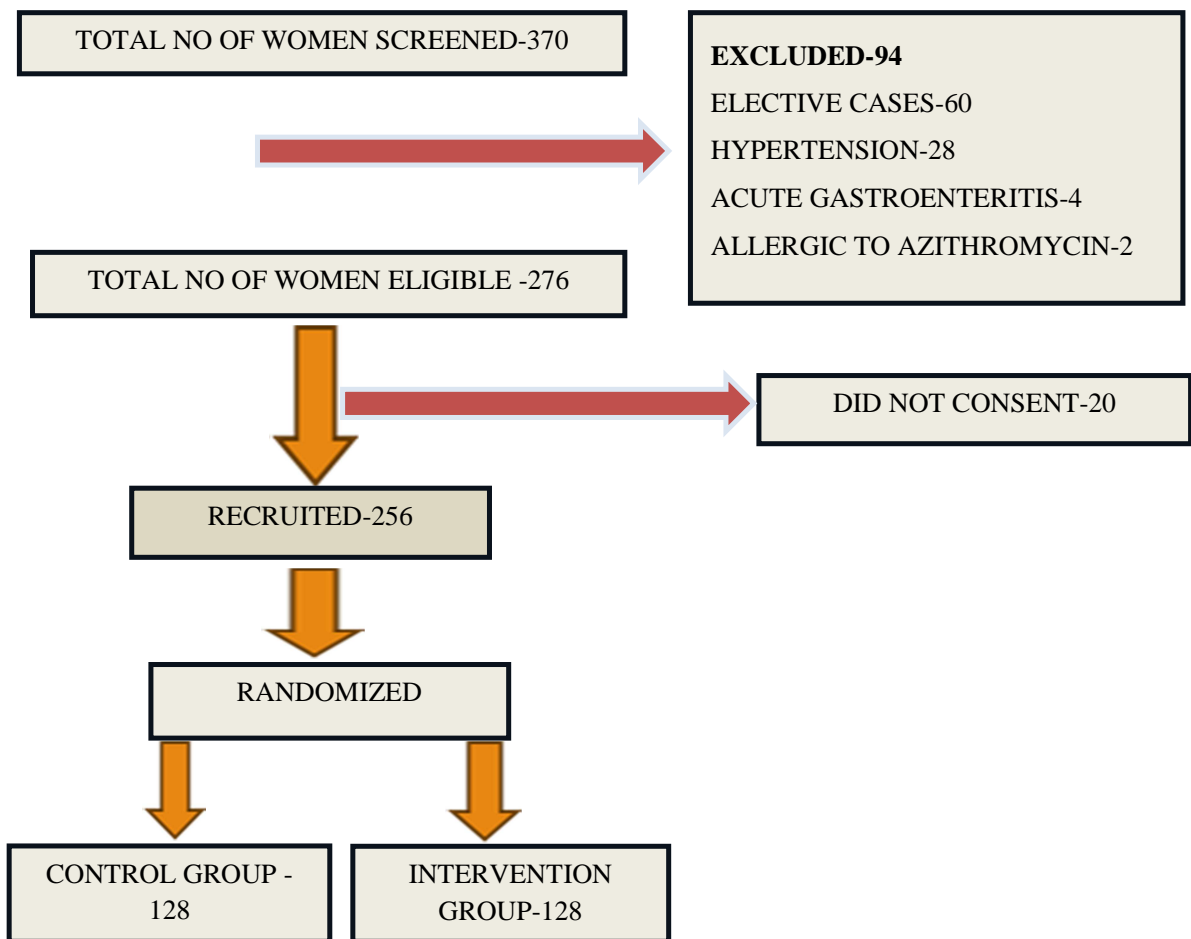 TOTAL NO OF WOMEN SCREENED-370
EXCLUDED-94
ELECTIVE CASES-60
HYPERTENSION-28
ACUTE GASTROENTERITIS-4
ALLERGIC TO AZITHROMYCIN-2
TOTAL NO OF WOMEN ELIGIBLE -276
DID NOT CONSENT-20
RECRUITED-256
RANDOMIZED
CONTROL GROUP -
128
INTERVENTION
GROUP-128